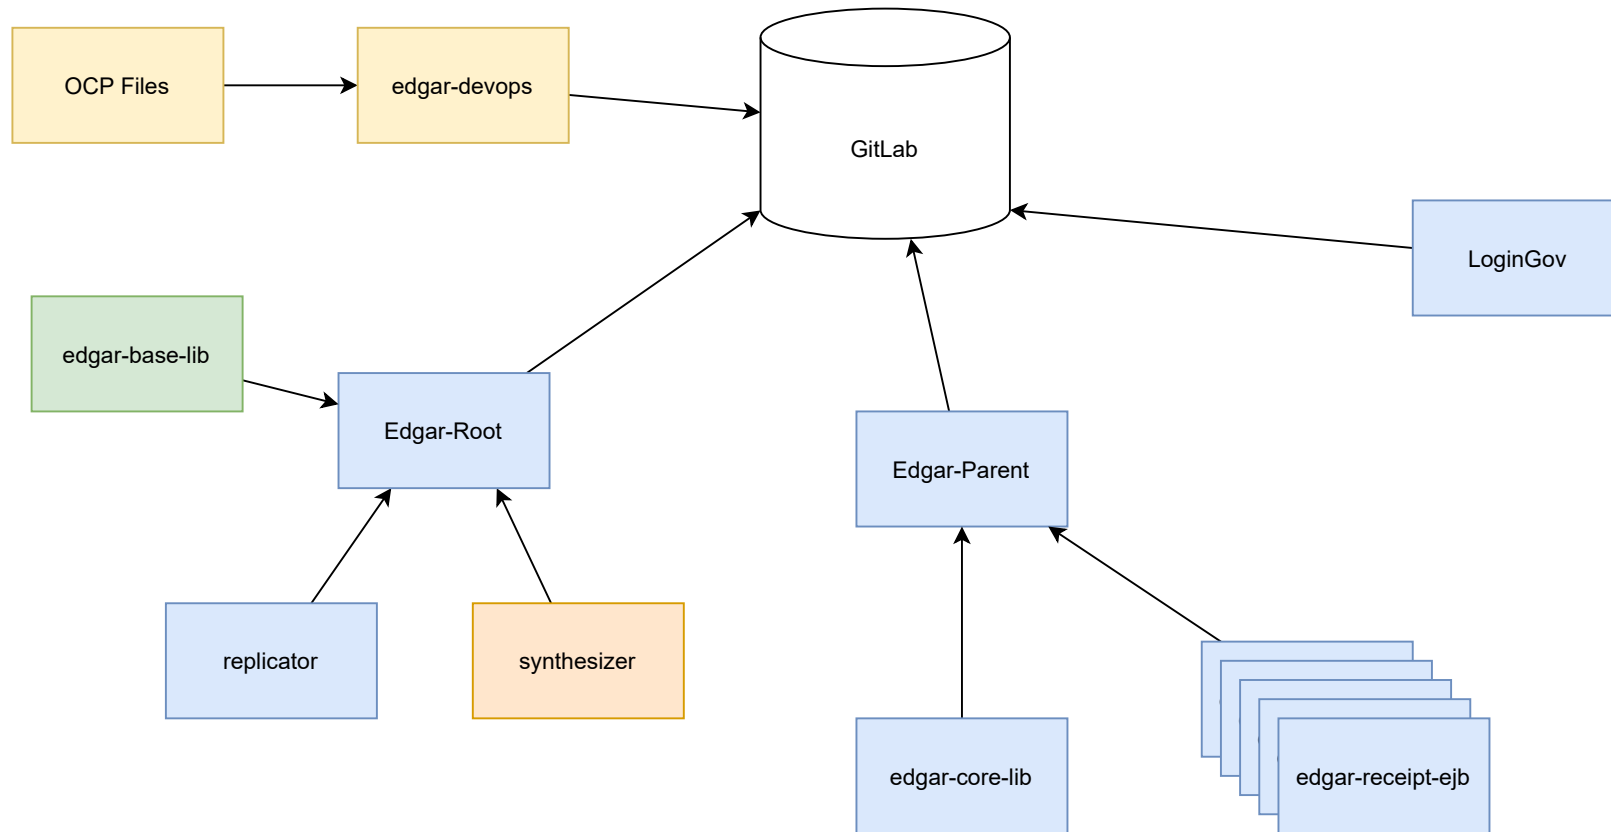 OCP Files
edgar-devops
GitLab
LoginGov
edgar-base-lib
Edgar-Root
Edgar-Parent
replicator
synthesizer
edgar-core-lib
edgar-receipt-ejb